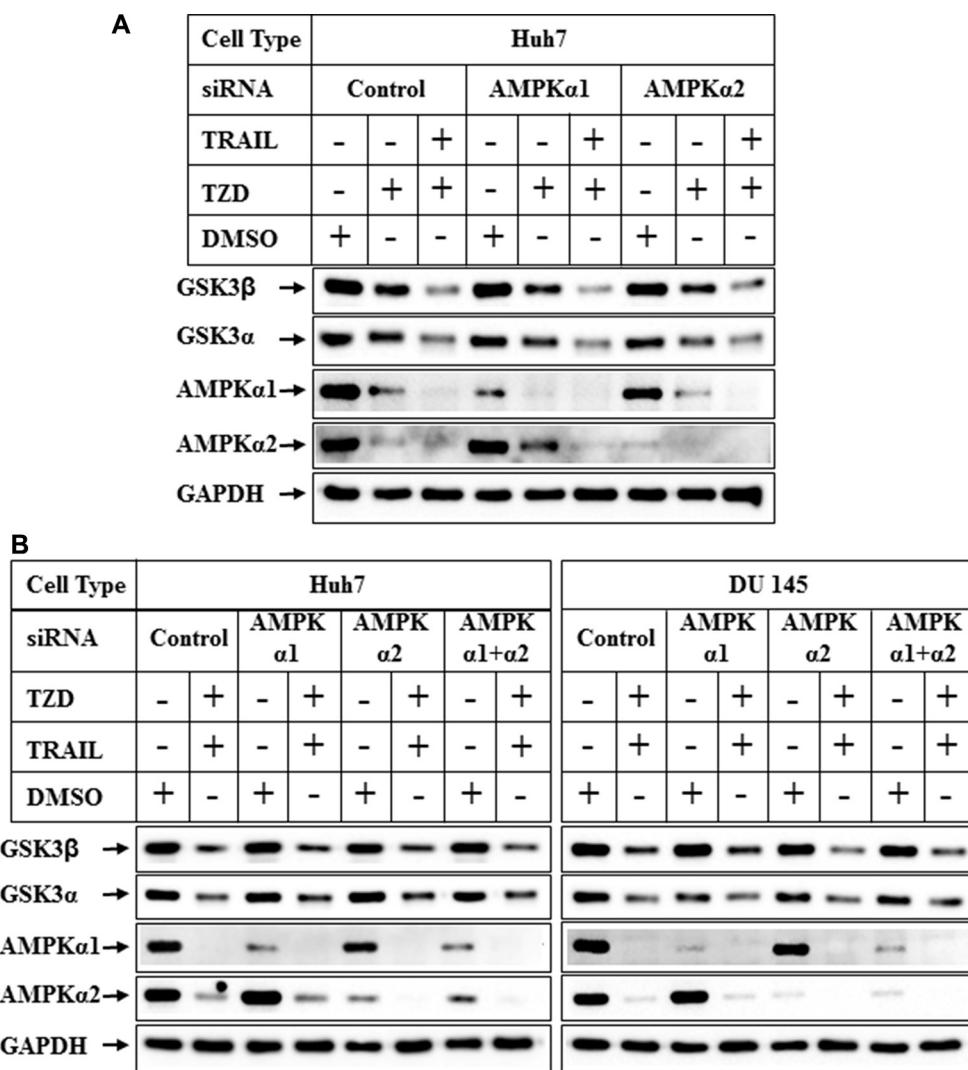 A
Cell Type Huh7
siRNA Control AMPKα1 AMPKα2
TRAIL - - + - - + - - +
TZD - + + - + + - + +
DMSO + - - + - - + - -
GSK3β →
GSK3α →
AMPKα1→
AMPKα2→
GAPDH →
B
Cell Type Huh7 DU 145
siRNA Control AMPK α1 AMPK α2 AMPK α1+α2 Control AMPK α1 AMPK α2 AMPK α1+α2
TZD - + - + - + - + - + - + - + - +
TRAIL - + - + - + - + - + - + - + - +
DMSO + - + - + - + - + - + - + - + -
GSK3β →
GSK3α →
AMPKα1→
AMPKα2→
GAPDH →